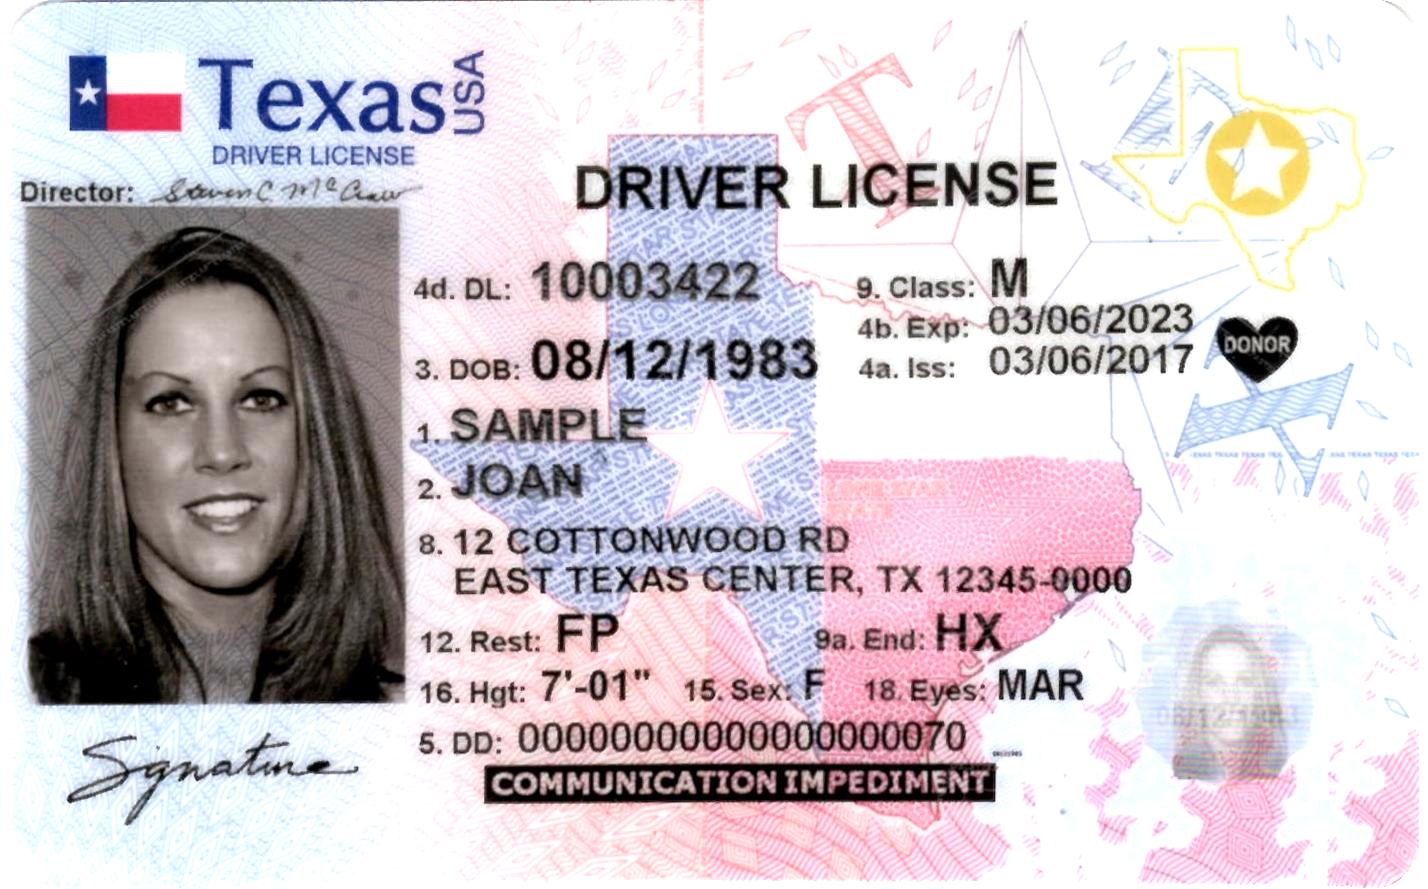 Texas USA
DRIVER LICENSE
Director: Steven C McCraw
DRIVER LICENSE
4d. DL: 10003422
9. Class: M
4b. Exp: 03/06/2023
4a. Iss: 03/06/2017
DONOR
3. DOB: 08/12/1983
1. SAMPLE
2. JOAN
8. 12 COTTONWOOD RD
EAST TEXAS CENTER, TX 12345-0000
12. Rest: FP
9a. End: HX
16. Hgt: 7'-01" 15. Sex: F 18. Eyes: MAR
5. DD: 00000000000000000070
COMMUNICATION IMPEDIMENT
Signature